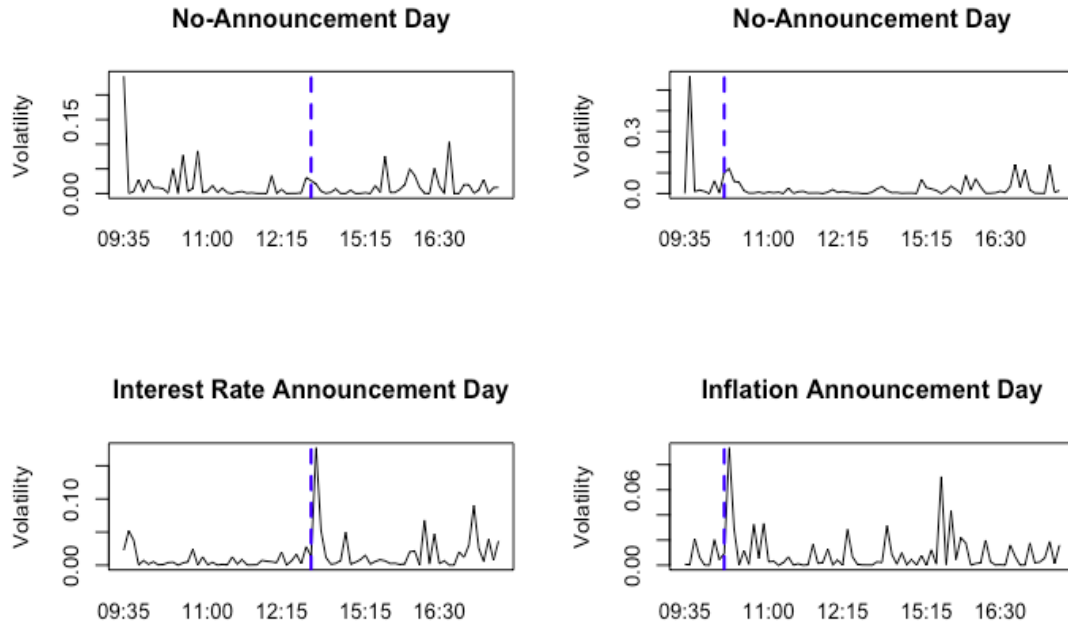 No-Announcement Day
Volatility
0.15
0.00
09:35 11:00 12:15 15:15 16:30
No-Announcement Day
Volatility
0.3
0.0
09:35 11:00 12:15 15:15 16:30
Interest Rate Announcement Day
Volatility
0.10
0.00
09:35 11:00 12:15 15:15 16:30
Inflation Announcement Day
Volatility
0.06
0.00
09:35 11:00 12:15 15:15 16:30